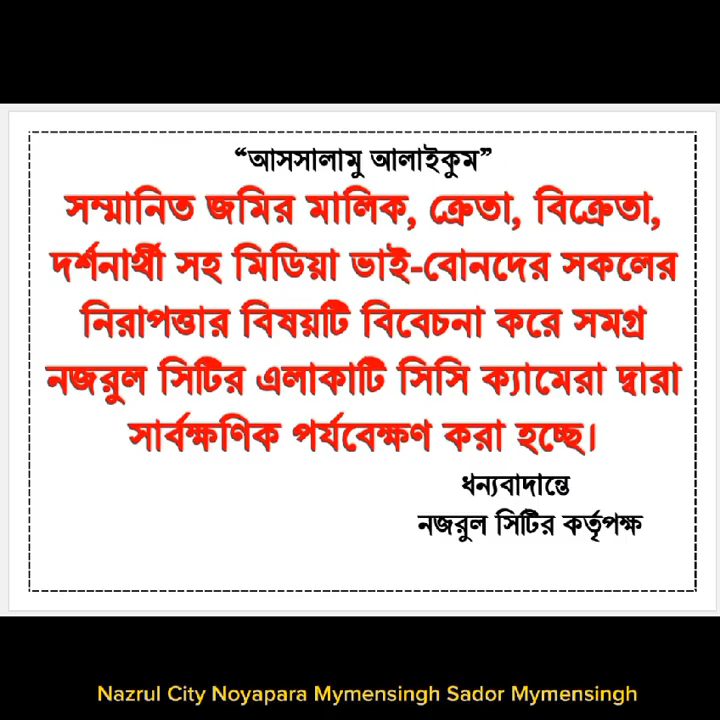 “আসসালামু আলাইকুম”
সম্মানিত জমির মালিক, ক্রেতা, বিক্রেতা,
দর্শনার্থী সহ মিডিয়া ভাই-বোনদের সকলের
নিরাপত্তার বিষয়টি বিবেচনা করে সমগ্র
নজরুল সিটির এলাকাটি সিসি ক্যামেরা দ্বারা
সার্বক্ষণিক পর্যবেক্ষণ করা হচ্ছে।
ধন্যবাদান্তে
নজরুল সিটির কর্তৃপক্ষ
Nazrul City Noyapara Mymensingh Sador Mymensingh